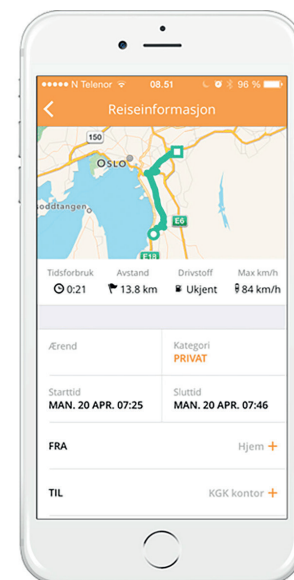 N Telenor 08.51 96 %
Reiseinformasjon
150
OSLO
oddtangen
E6
E18
Tidsforbruk Avstand Drivstoff Max km/h
0:21 13.8 km Ukjent 84 km/h
Ærend Kategori
PRIVAT
Starttid Sluttid
MAN. 20 APR. 07:25 MAN. 20 APR. 07:46
FRA Hjem +
TIL KGK kontor +